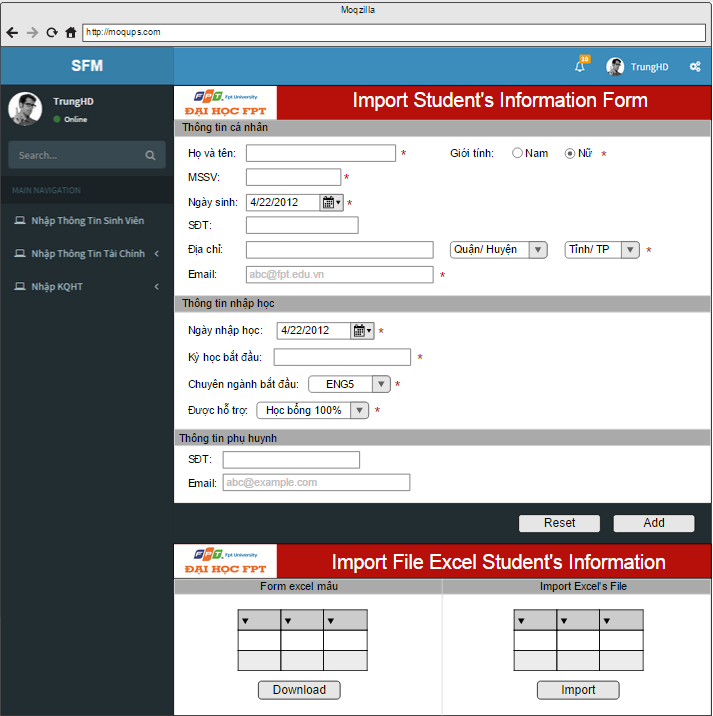 Moqzilla
http://moqups.com
SFM
10
TrungHD
TrungHD
Online
Search...
MAIN NAVIGATION
Nhập Thông Tin Sinh Viên
Nhập Thông Tin Tài Chính
Nhập KQHT
FPT. Fpt University
ĐẠI HỌC FPT
Import Student's Information Form
Thông tin cá nhân
Họ và tên: * Giới tính: Nam Nữ *
MSSV: *
Ngày sinh: 4/22/2012 *
SĐT:
Địa chỉ: Quận/ Huyện Tỉnh/ TP *
Email: abc@fpt.edu.vn *
Thông tin nhập học
Ngày nhập học: 4/22/2012 *
Kỳ học bắt đầu: *
Chuyên ngành bắt đầu: ENG5 *
Được hỗ trợ: Học bổng 100% *
Thông tin phụ huynh
SĐT:
Email: abc@example.com
Reset Add
FPT. Fpt University
ĐẠI HỌC FPT
Import File Excel Student's Information
Form excel mẫu Import Excel's File
Download Import